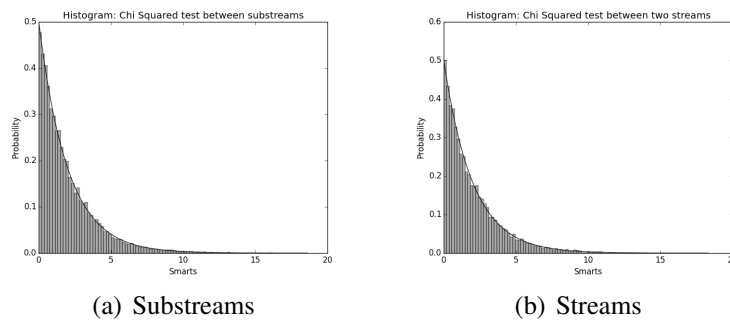 Histogram: Chi Squared test between substreams
0.5
0.4
0.3
0.2
0.1
0.0
Probability
0
5
10
15
20
Smarts
(a) Substreams
Histogram: Chi Squared test between two streams
0.6
0.5
0.4
0.3
0.2
0.1
0.0
Probability
0
5
10
15
20
Smarts
(b) Streams